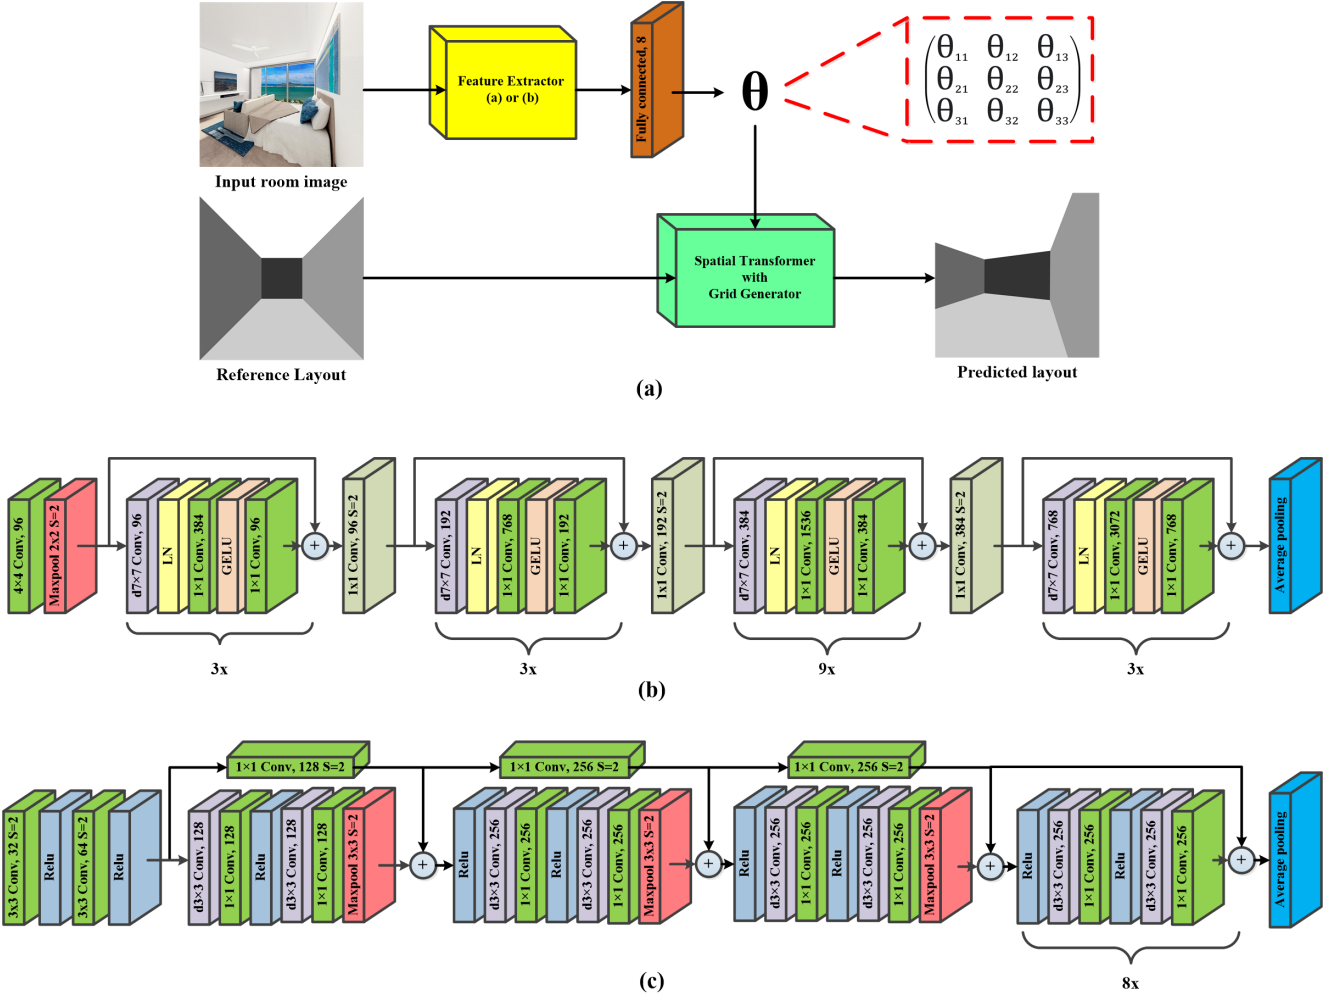 Feature Extractor
(a) or (b)
Fully connected, 8
θ
θ11 θ12 θ13
θ21 θ22 θ23
θ31 θ32 θ33
Input room image
Spatial Transformer
with
Grid Generator
Reference Layout
Predicted layout
(a)
4×4 Conv, 96
Maxpool 2x2 S=2
d7×7 Conv, 96
LN
1×1 Conv, 384
GELU
1×1 Conv, 96
+
1x1 Conv, 96 S=2
d7×7 Conv, 192
LN
1×1 Conv, 768
GELU
1×1 Conv, 192
+
1x1 Conv, 192 S=2
d7×7 Conv, 384
LN
1×1 Conv, 1536
GELU
1×1 Conv, 384
+
1x1 Conv, 384 S=2
d7×7 Conv, 768
LN
1×1 Conv, 3072
GELU
1×1 Conv, 768
+
Average pooling
3x
3x
9x
3x
(b)
1×1 Conv, 128 S=2
1×1 Conv, 256 S=2
1×1 Conv, 256 S=2
3x3 Conv, 32 S=2
Relu
3x3 Conv, 64 S=2
Relu
d3×3 Conv, 128
1×1 Conv, 128
Relu
d3×3 Conv, 128
1×1 Conv, 128
Maxpool 3x3 S=2
+
Relu
d3×3 Conv, 256
1×1 Conv, 256
Relu
d3×3 Conv, 256
1×1 Conv, 256
Maxpool 3x3 S=2
+
Relu
d3×3 Conv, 256
1×1 Conv, 256
Relu
d3×3 Conv, 256
1×1 Conv, 256
Maxpool 3x3 S=2
+
Relu
d3×3 Conv, 256
1×1 Conv, 256
Relu
d3×3 Conv, 256
1×1 Conv, 256
+
Average pooling
8x
(c)